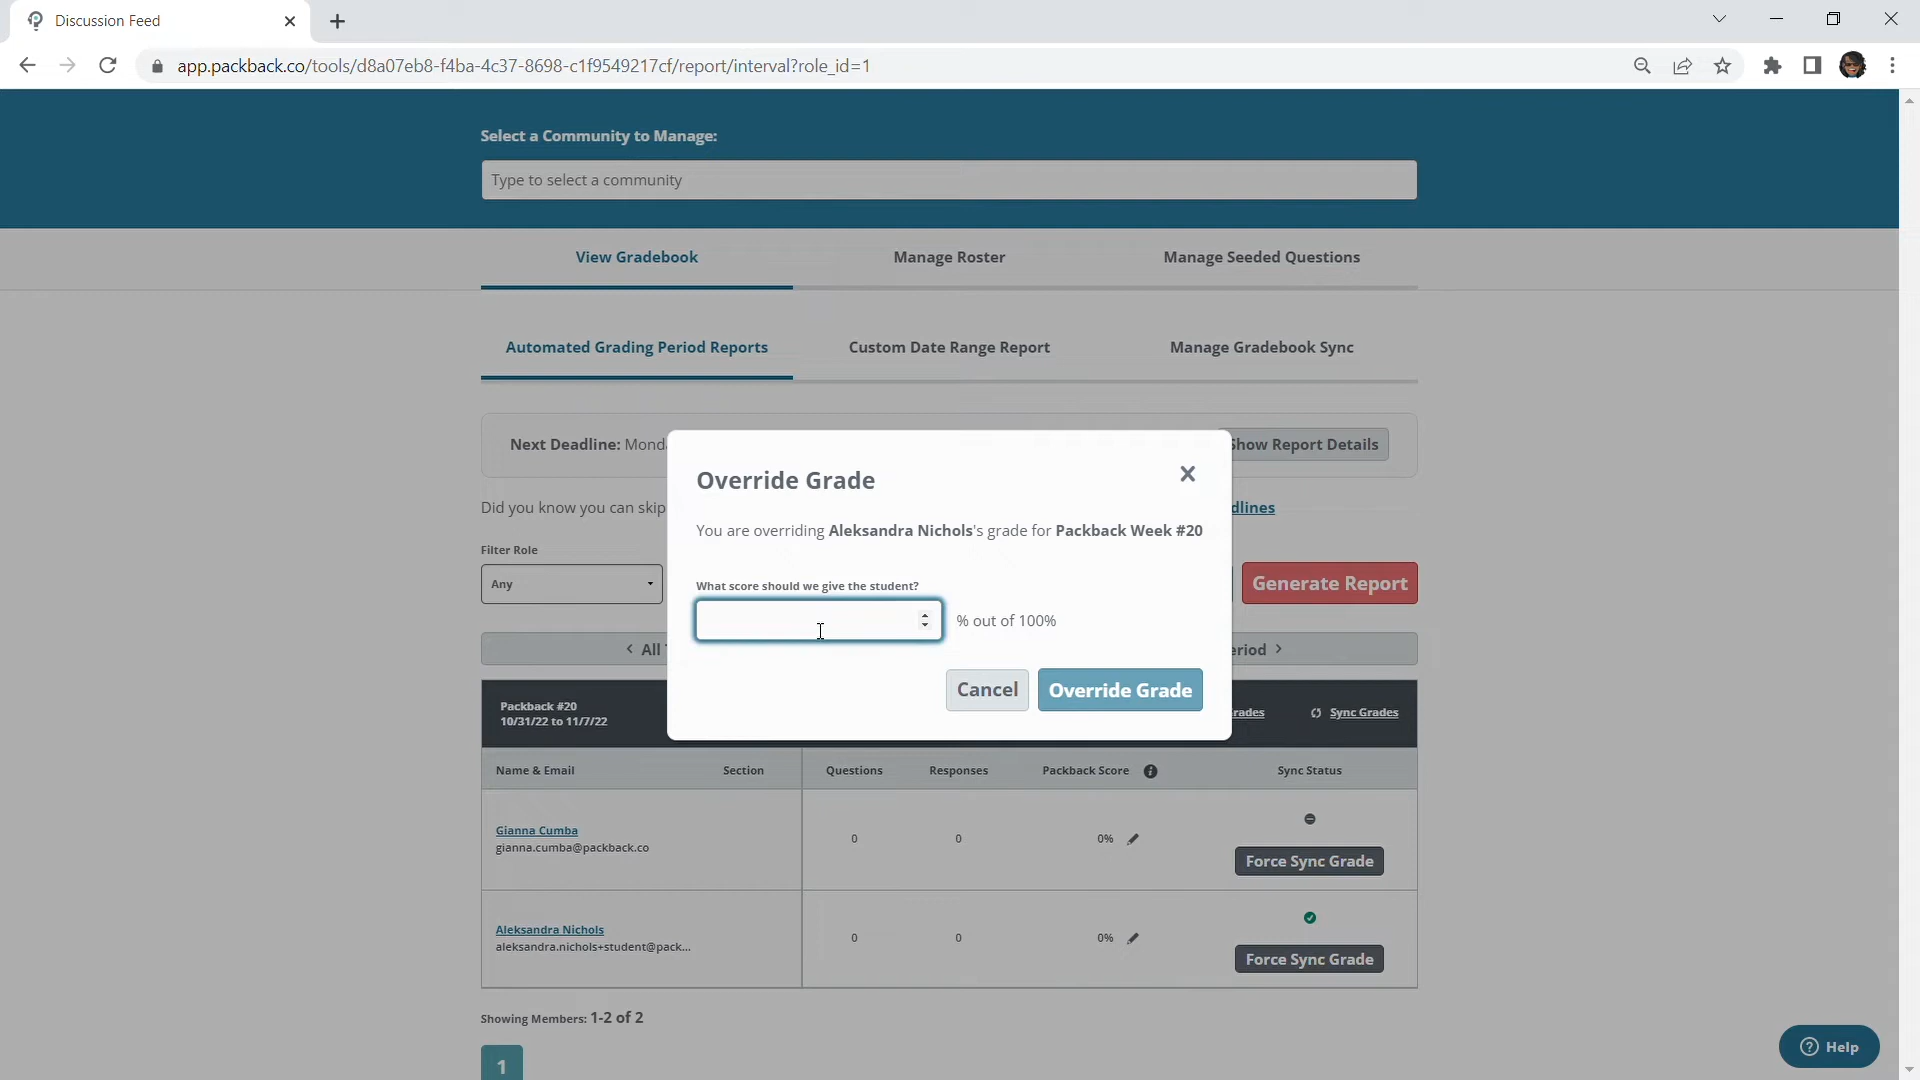 Discussion Feed
app.packback.co/tools/d8a07eb8-f4ba-4c37-8698-c1f9549217cf/report/interval?role_id=1
Select a Community to Manage:
Type to select a community
View Gradebook
Manage Roster
Manage Seeded Questions
Automated Grading Period Reports
Custom Date Range Report
Manage Gradebook Sync
Next Deadline: Monda
Show Report Details
Did you know you can skip
dlines
Filter Role
Any
Generate Report
< All
eriod >
Override Grade
You are overriding Aleksandra Nichols's grade for Packback Week #20
What score should we give the student?
% out of 100%
Cancel
Override Grade
Packback #20
10/31/22 to 11/7/22
rades
Sync Grades
Name & Email
Section
Questions
Responses
Packback Score
Sync Status
Gianna Cumba
gianna.cumba@packback.co
0
0
0%
Force Sync Grade
Aleksandra Nichols
aleksandra.nichols+student@pack...
0
0
0%
Force Sync Grade
Showing Members: 1-2 of 2
1
Help